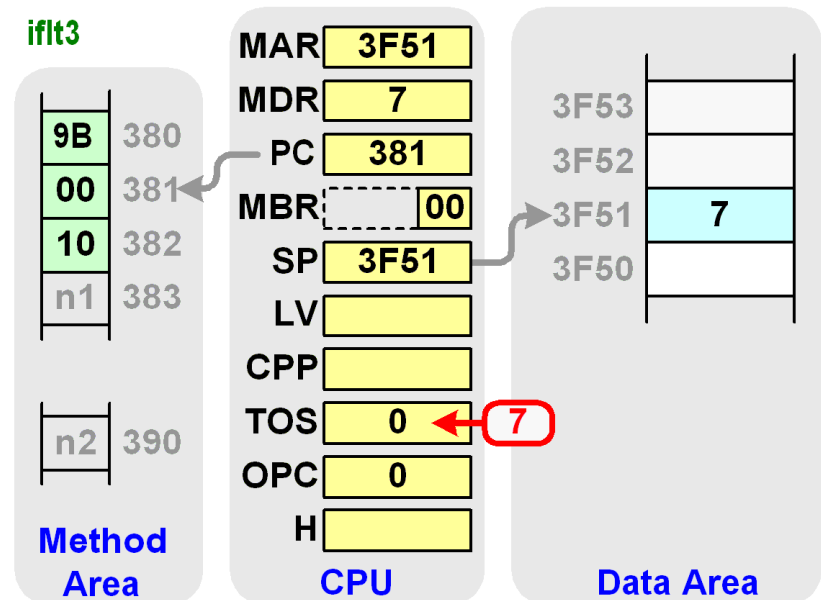 iflt3
9B 380
00 381
10 382
n1 383
n2 390
Method
Area
MAR 3F51
MDR 7
PC 381
MBR 00
SP 3F51
LV
CPP
TOS 0 7
OPC 0
H
CPU
3F53
3F52
3F51 7
3F50
Data Area